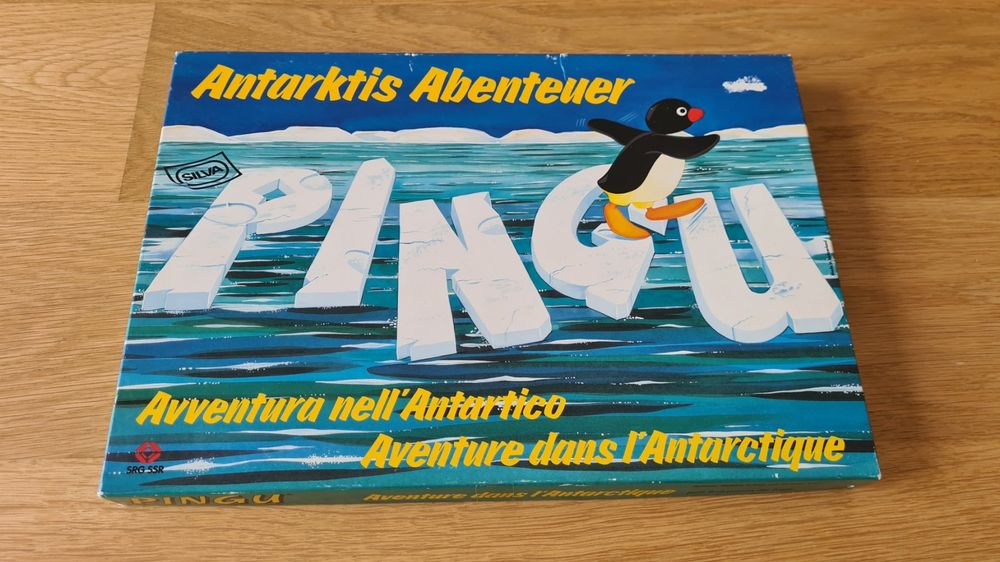 Antarktis Abenteuer
SILVA
PINGU
Avventura nell'Antartico
Aventure dans l'Antarctique
SRG SSR
PINGU
Aventure dans l'Antarctique